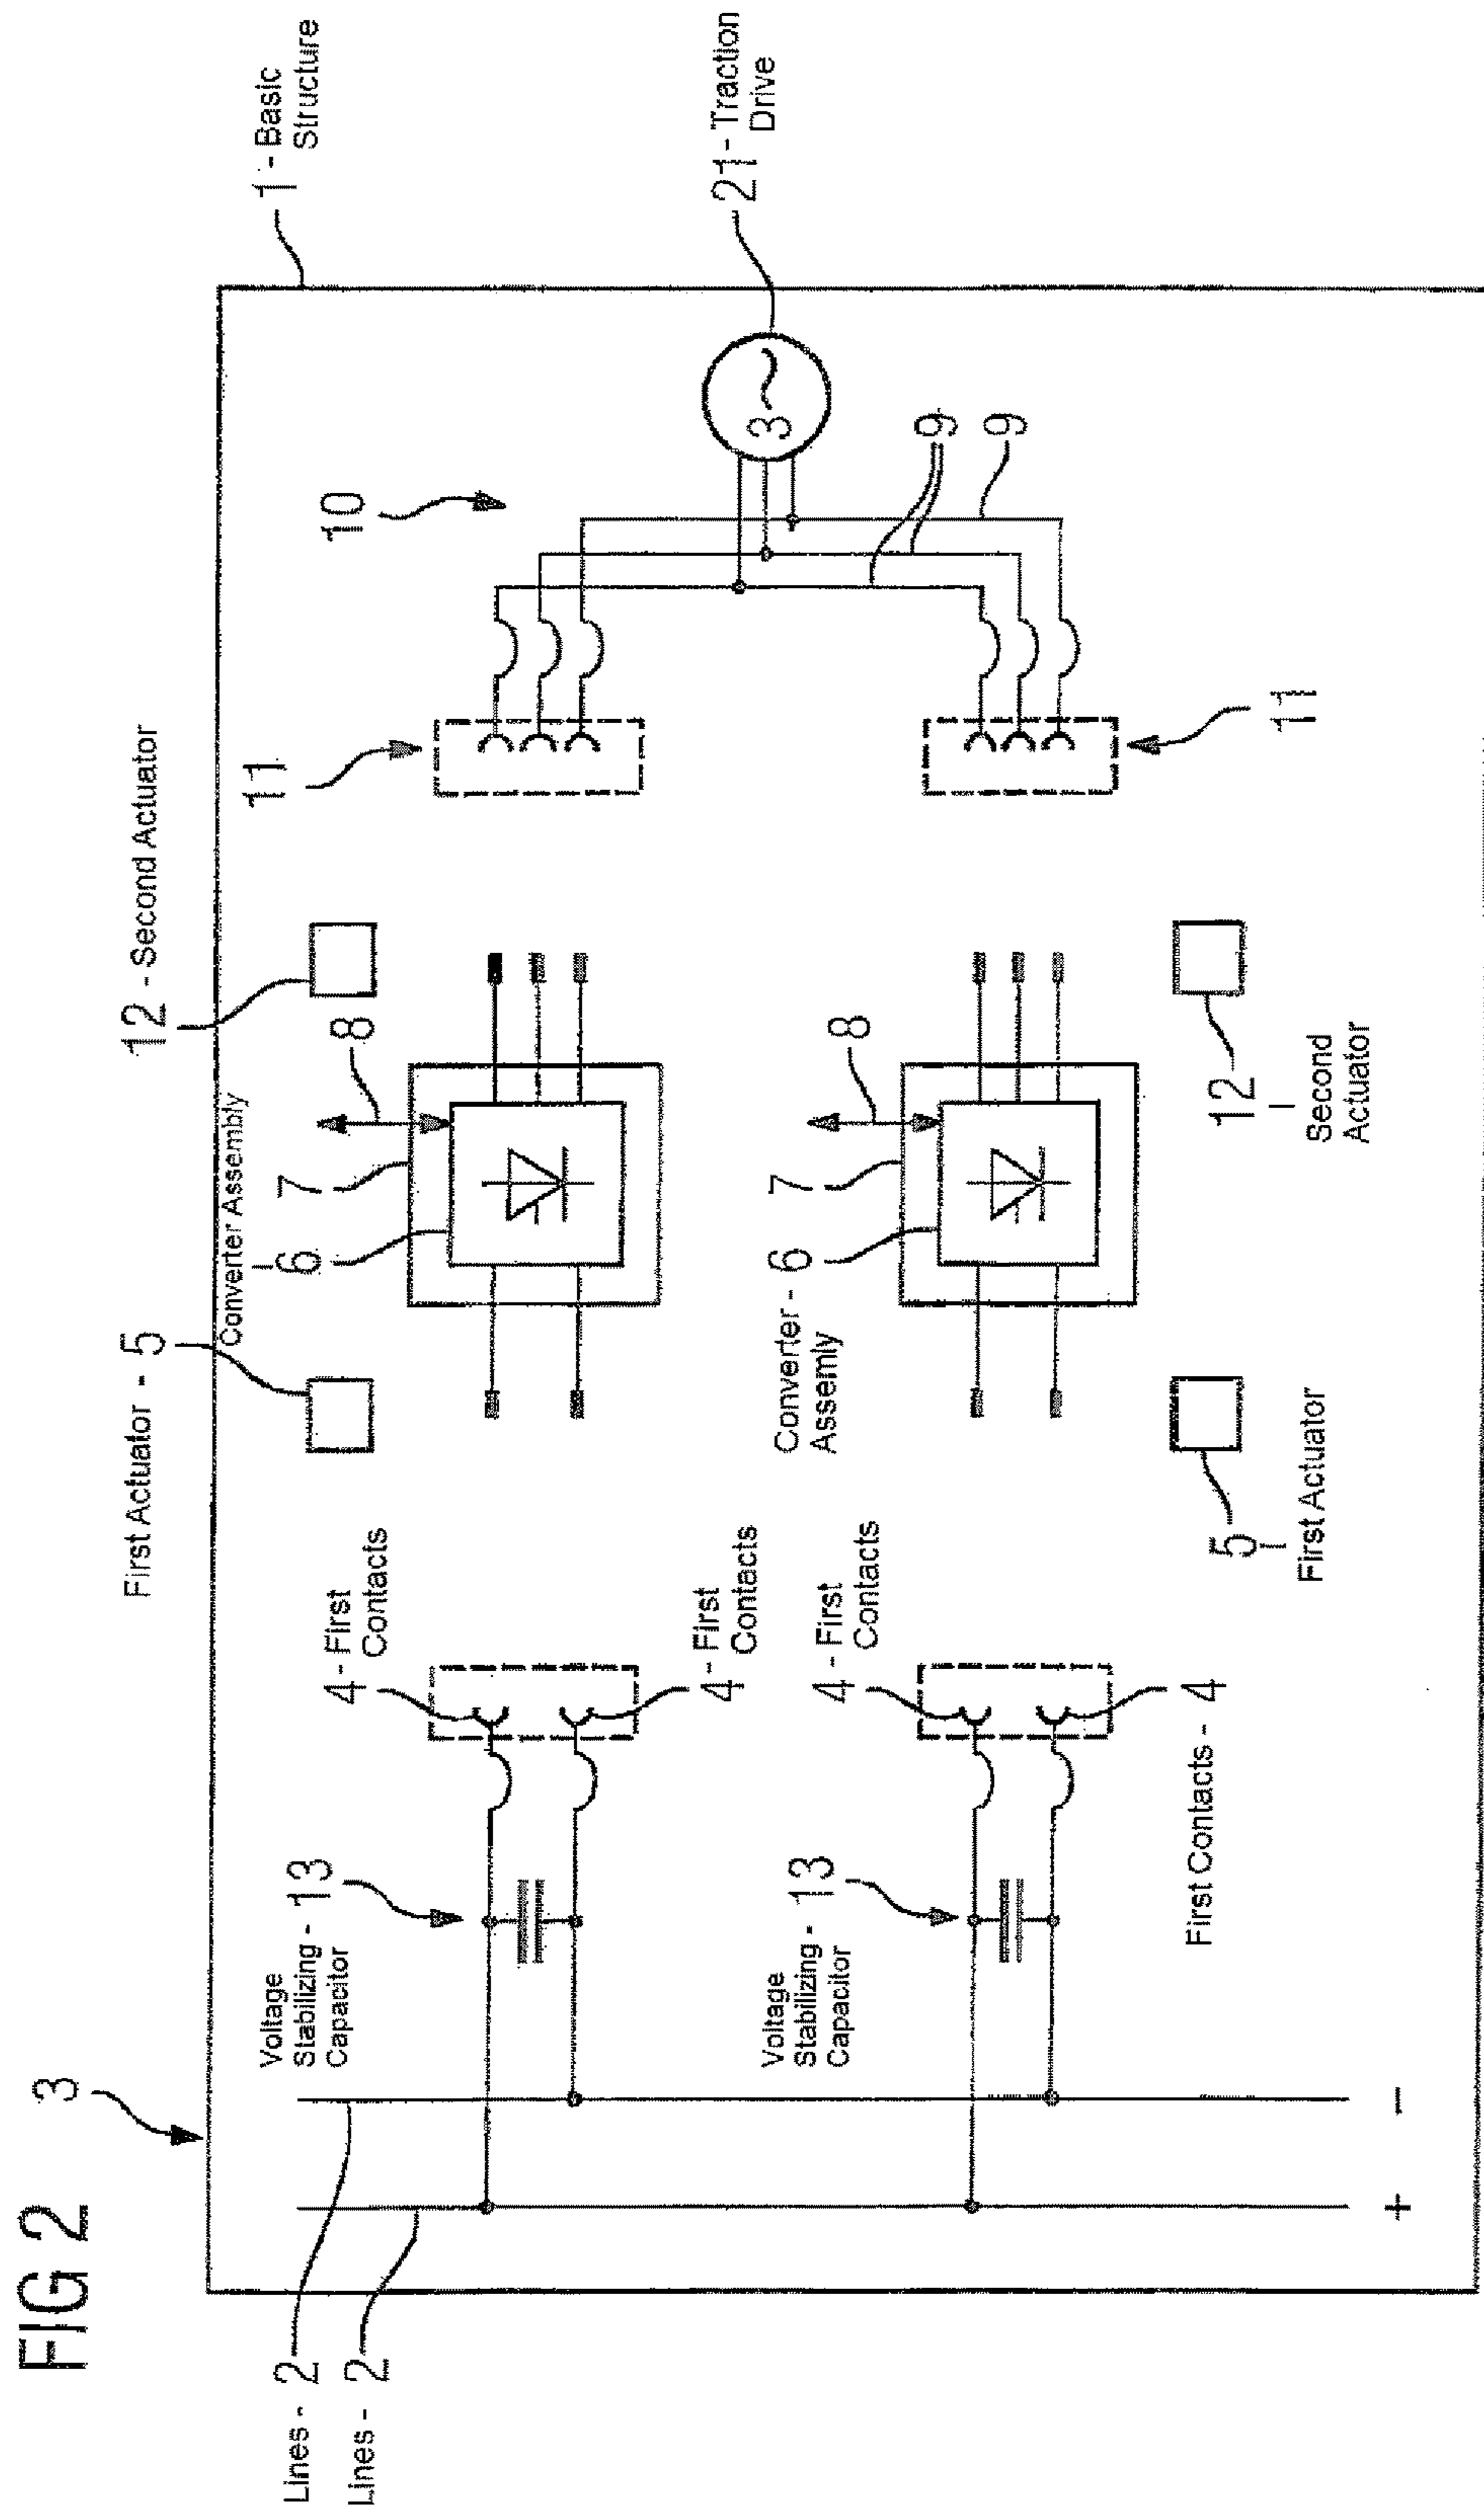 FIG 2
3
1 - Basic
Structure
12 - Second Actuator
First Actuator - 5
Converter Assembly
6
7
8
11
10
21 - Traction
Drive
3 ~
9
9
11
Lines - 2
Lines - 2
Voltage
Stabilizing - 13
Capacitor
4 - First
Contacts
4 - First
Contacts
Voltage
Stabilizing - 13
Capacitor
4 - First
Contacts
First Contacts - 4
Converter - 6
Assemly
7
8
5
First Actuator
12
Second
Actuator
+
-